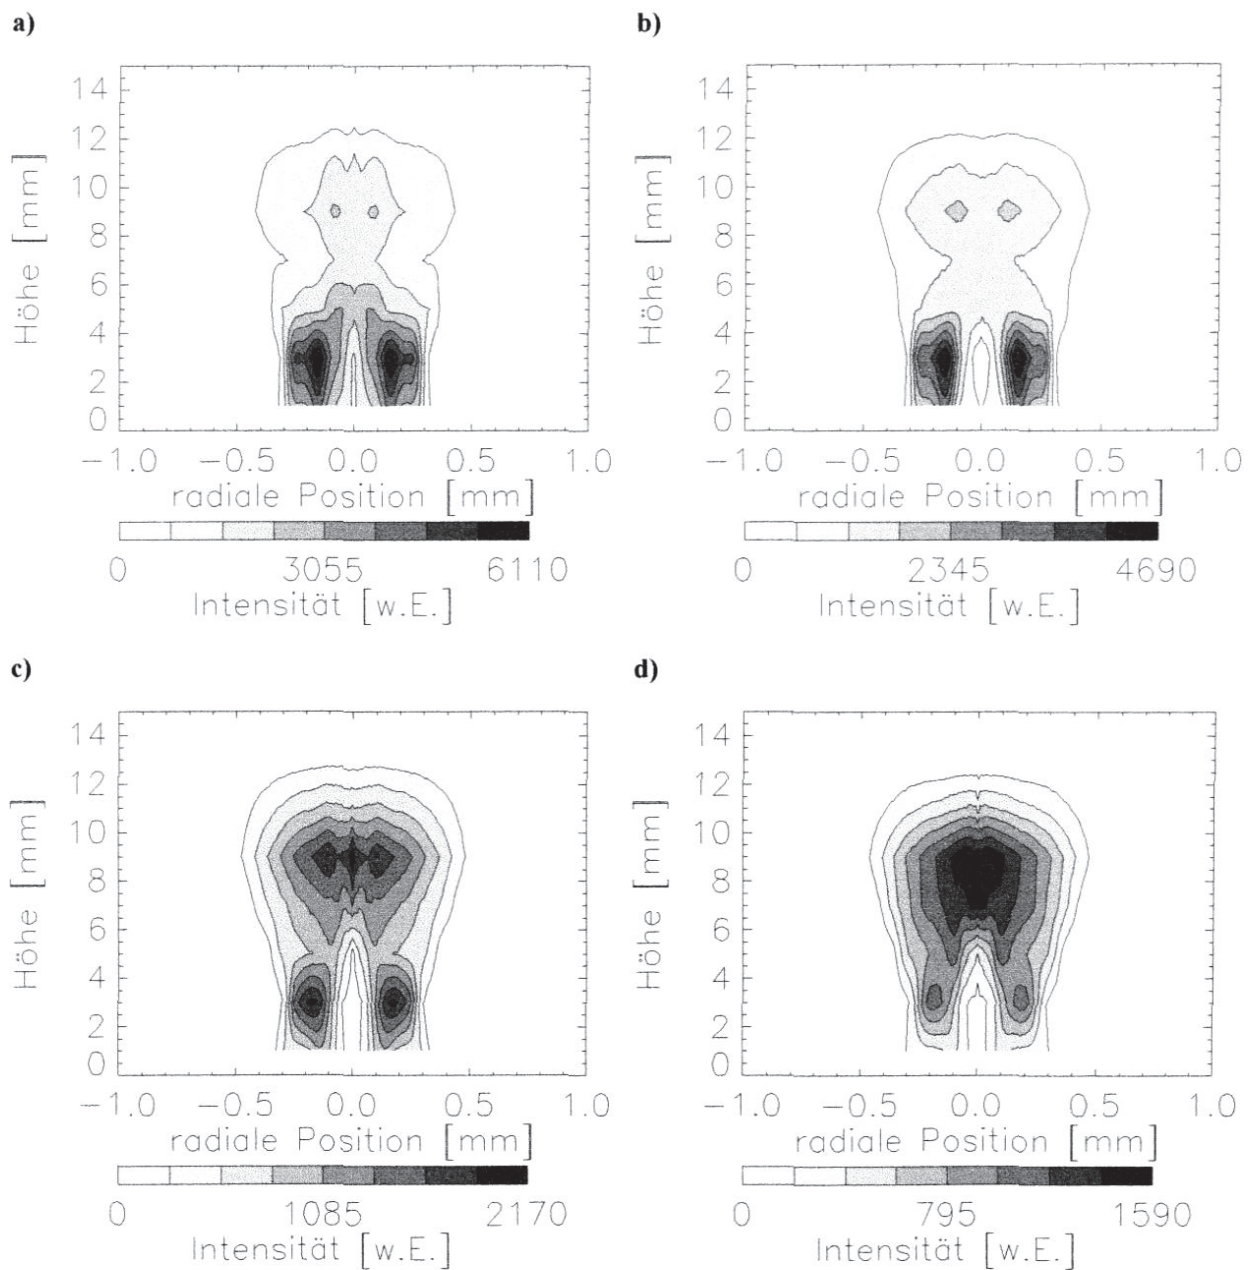 a)
14
12
10
8
6
4
2
0
Höhe [mm]
−1.0 −0.5 0.0 0.5 1.0
radiale Position [mm]
0 3055 6110
Intensität [w.E.]
b)
14
12
10
8
6
4
2
0
Höhe [mm]
−1.0 −0.5 0.0 0.5 1.0
radiale Position [mm]
0 2345 4690
Intensität [w.E.]
c)
14
12
10
8
6
4
2
0
Höhe [mm]
−1.0 −0.5 0.0 0.5 1.0
radiale Position [mm]
0 1085 2170
Intensität [w.E.]
d)
14
12
10
8
6
4
2
0
Höhe [mm]
−1.0 −0.5 0.0 0.5 1.0
radiale Position [mm]
0 795 1590
Intensität [w.E.]